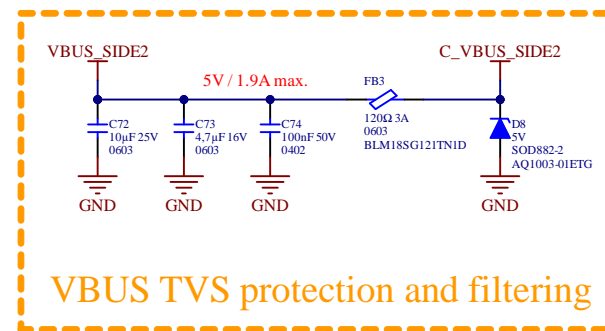 VBUS_SIDE2
C_VBUS_SIDE2
5V / 1.9A max.
FB3
120Ω 3A
0603
BLM18SG121TN1D
C72
10µF 25V
0603
C73
4,7µF 16V
0603
C74
100nF 50V
0402
D8
5V
SOD882-2
AQ1003-01ETG
GND
GND
GND
GND
VBUS TVS protection and filtering